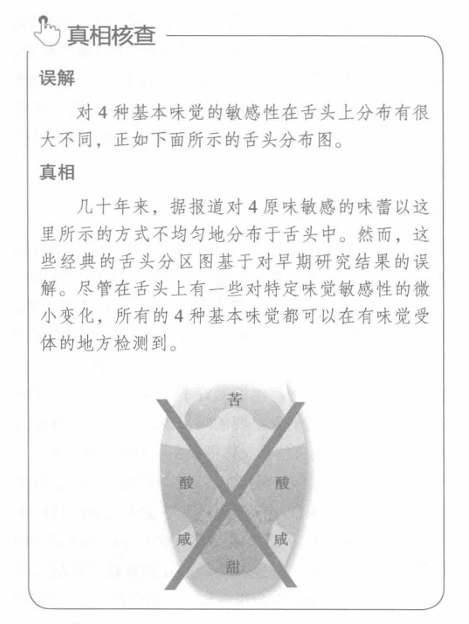 真相核查
误解
对 4 种基本味觉的敏感性在舌头上分布有很
大不同，正如下面所示的舌头分布图。
真相
几十年来，据报道对 4 原味敏感的味蕾以这
里所示的方式不均匀地分布于舌头中。然而，这
些经典的舌头分区图基于对早期研究结果的误
解。尽管在舌头上有一些对特定味觉敏感性的微
小变化，所有的 4 种基本味觉都可以在有味觉受
体的地方检测到。
苦
酸 酸
咸 咸
甜